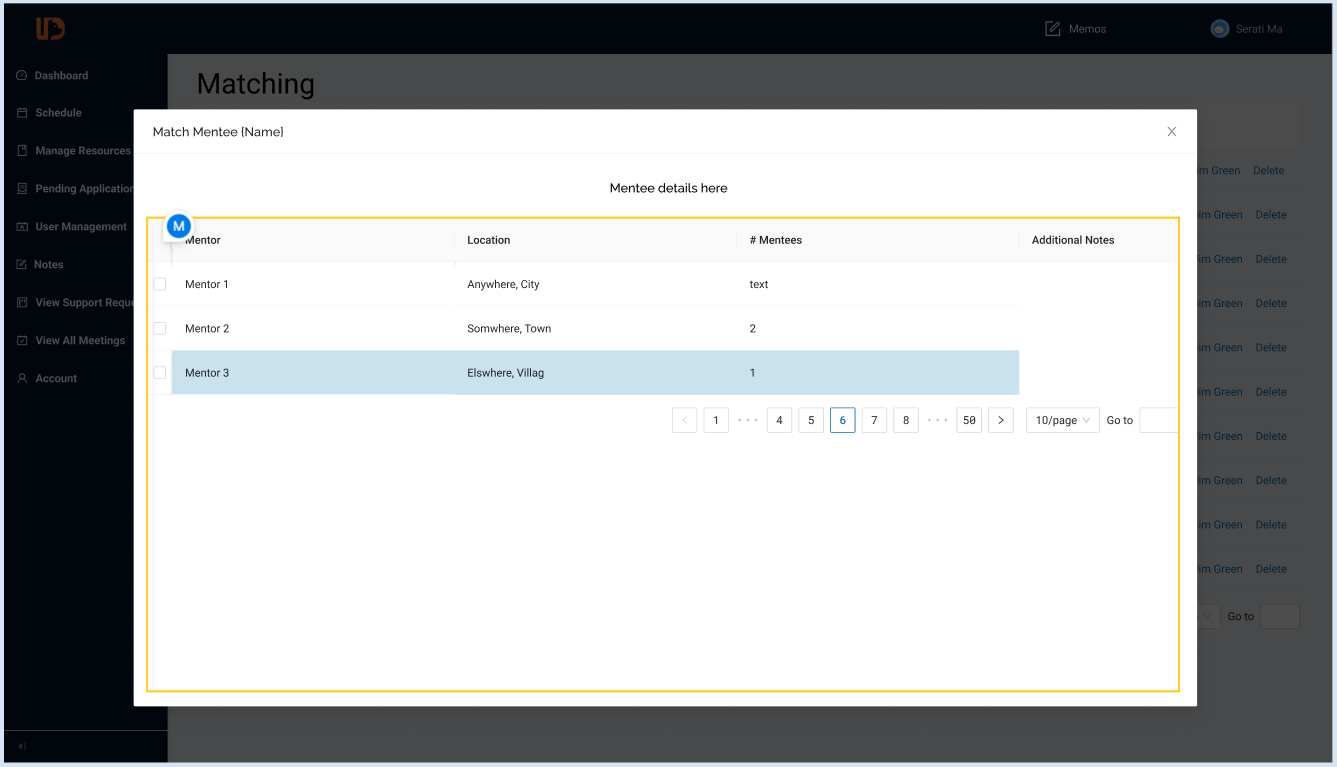 Memos
Serati Ma
Dashboard
Schedule
Manage Resources
Pending Application
User Management
Notes
View Support Reque
View All Meetings
Account
Matching
Match Mentee {Name}
Mentee details here
M
Mentor Location # Mentees Additional Notes
Mentor 1 Anywhere, City text
Mentor 2 Somwhere, Town 2
Mentor 3 Elswhere, Villag 1
< 1 ··· 4 5 6 7 8 ··· 50 > 10/page Go to
im Green Delete
im Green Delete
im Green Delete
im Green Delete
im Green Delete
im Green Delete
im Green Delete
im Green Delete
im Green Delete
im Green Delete
Go to